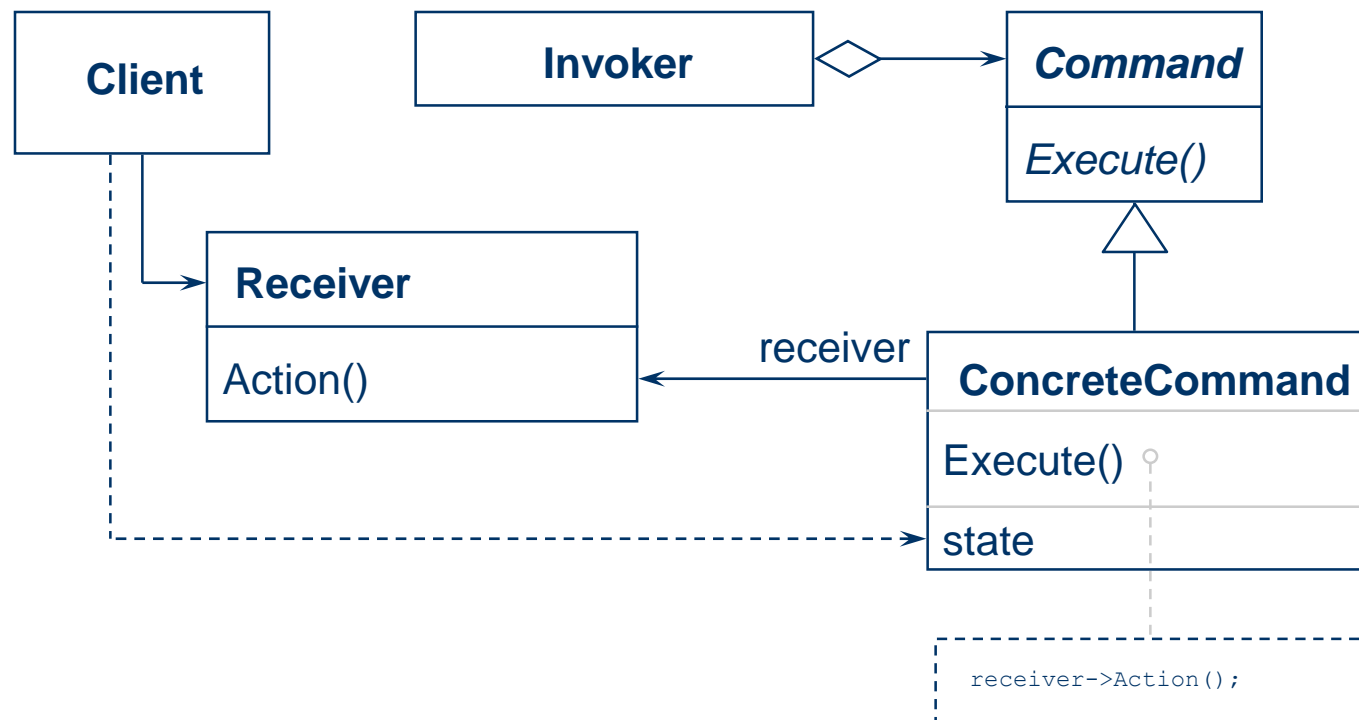 Client
Invoker
Command
Execute()
Receiver
Action()
receiver
ConcreteCommand
Execute()
state
receiver->Action();